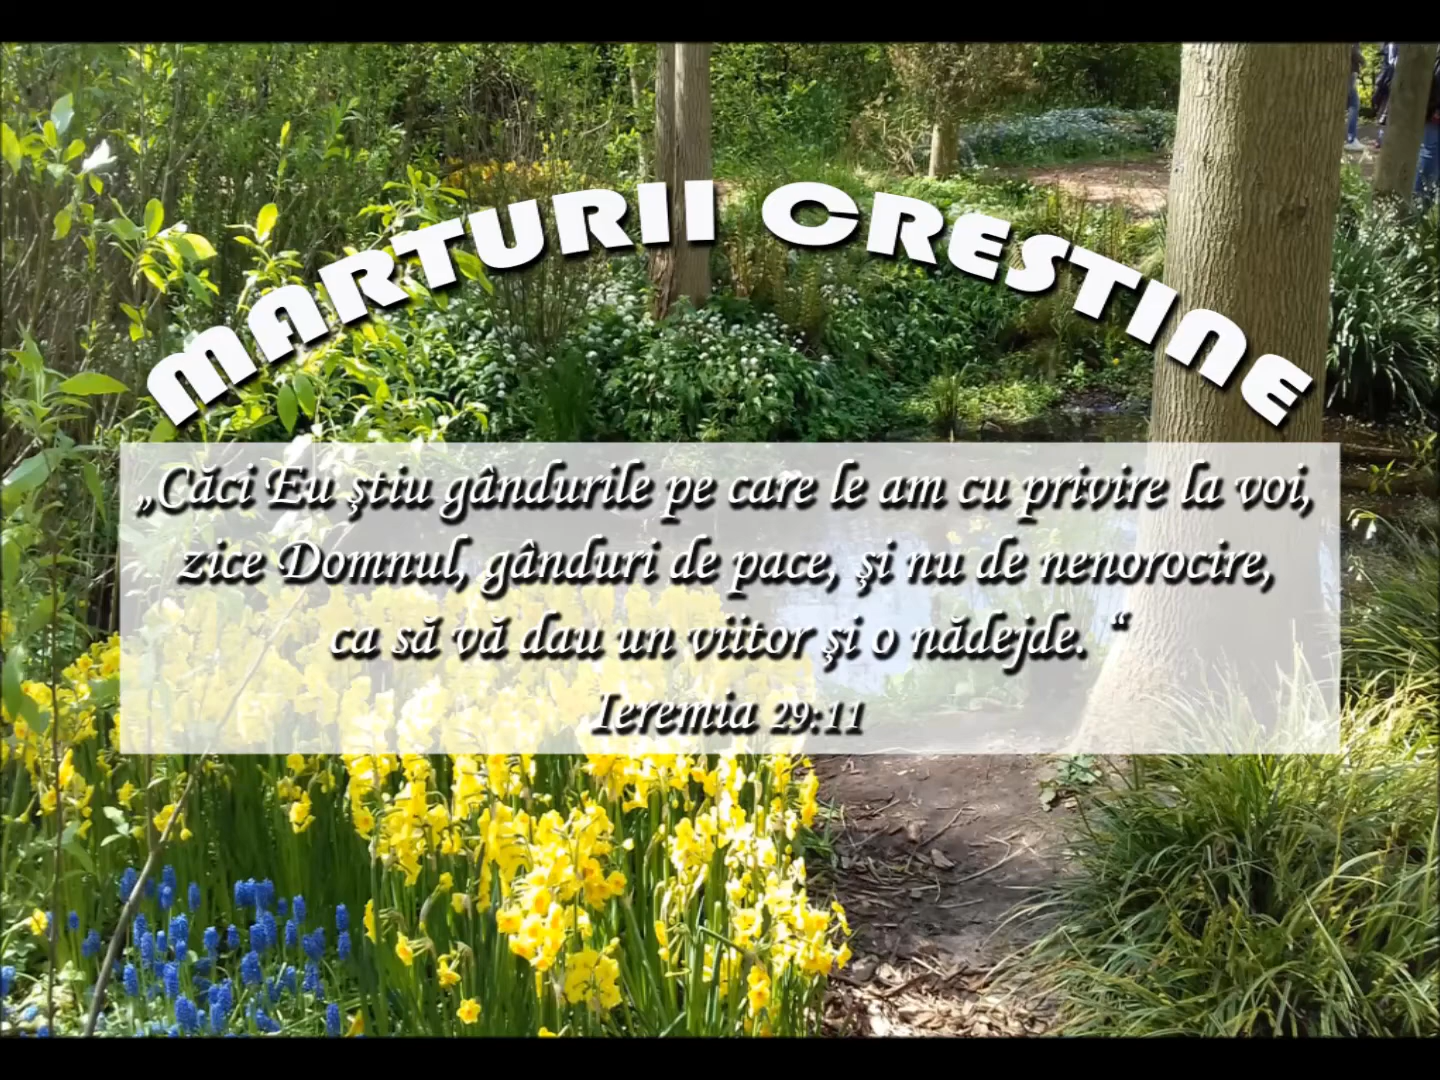 MARTURII CRESTINE
„Căci Eu ştiu gândurile pe care le am cu privire la voi,
zice Domnul, gânduri de pace, şi nu de nenorocire,
ca să vă dau un viitor şi o nădejde. “
Ieremia 29:11